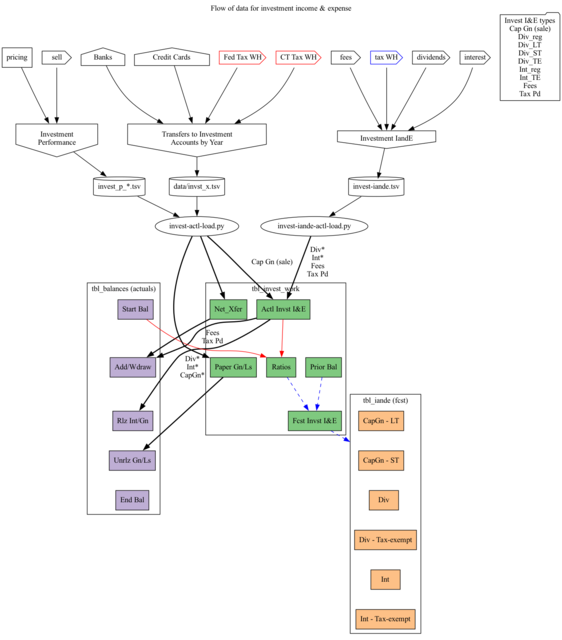 Flow of data for investment income & expense
Invest I&E types
Cap Gn (sale)
Div_reg
Div_LT
Div_ST
Div_TE
Int_reg
Int_TE
Fees
Tax Pd
pricing
sell
Banks
Credit Cards
Fed Tax WH
CT Tax WH
fees
tax WH
dividends
interest
Investment
Performance
Transfers to Investment
Accounts by Year
Investment IandE
invest_p_*.tsv
data/invst_x.tsv
invest-iande.tsv
invest-actl-load.py
invest-iande-actl-load.py
Cap Gn (sale)
Div*
Int*
Fees
Tax Pd
tbl_balances (actuals)
tbl_invest_work
Start Bal
Net_Xfer
Actl Invst I&E
Fees
Tax Pd
Div*
Int*
CapGn*
Add/Wdraw
Paper Gn/Ls
Ratios
Prior Bal
tbl_iande (fcst)
Rlz Int/Gn
Fcst Invst I&E
CapGn - LT
Unrlz Gn/Ls
CapGn - ST
End Bal
Div
Div - Tax-exempt
Int
Int - Tax-exempt